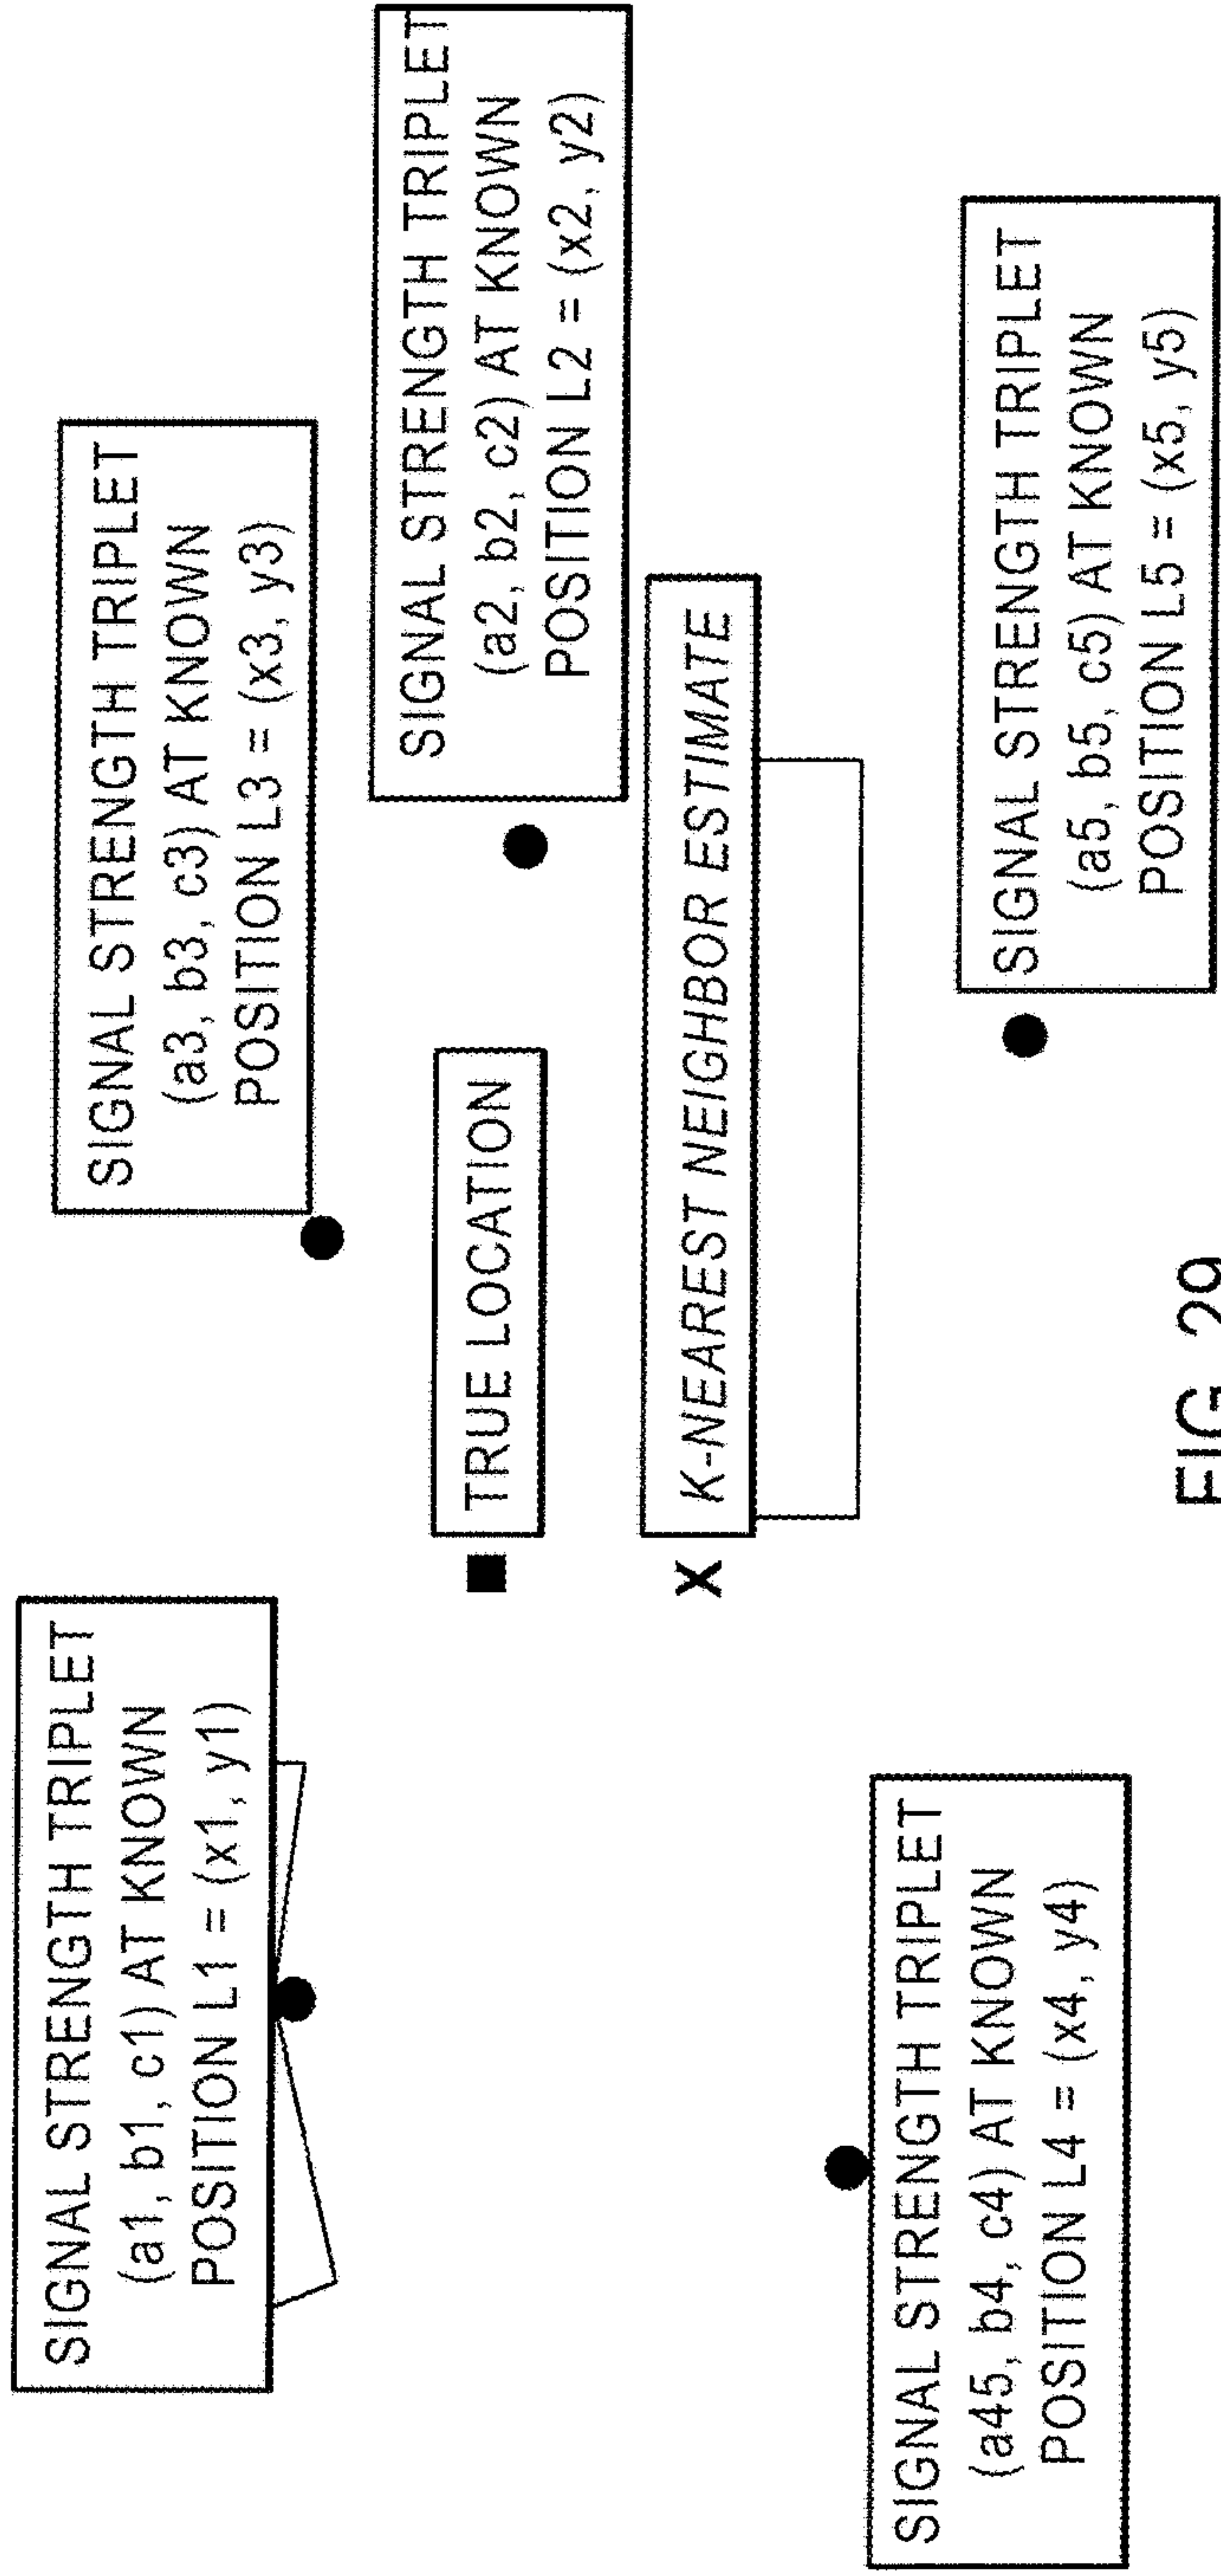 SIGNAL STRENGTH TRIPLET
(a1, b1, c1) AT KNOWN
POSITION L1 = (x1, y1)
SIGNAL STRENGTH TRIPLET
(a3, b3, c3) AT KNOWN
POSITION L3 = (x3, y3)
SIGNAL STRENGTH TRIPLET
(a2, b2, c2) AT KNOWN
POSITION L2 = (x2, y2)
TRUE LOCATION
X
K-NEAREST NEIGHBOR ESTIMATE
SIGNAL STRENGTH TRIPLET
(a45, b4, c4) AT KNOWN
POSITION L4 = (x4, y4)
SIGNAL STRENGTH TRIPLET
(a5, b5, c5) AT KNOWN
POSITION L5 = (x5, y5)
FIG 29